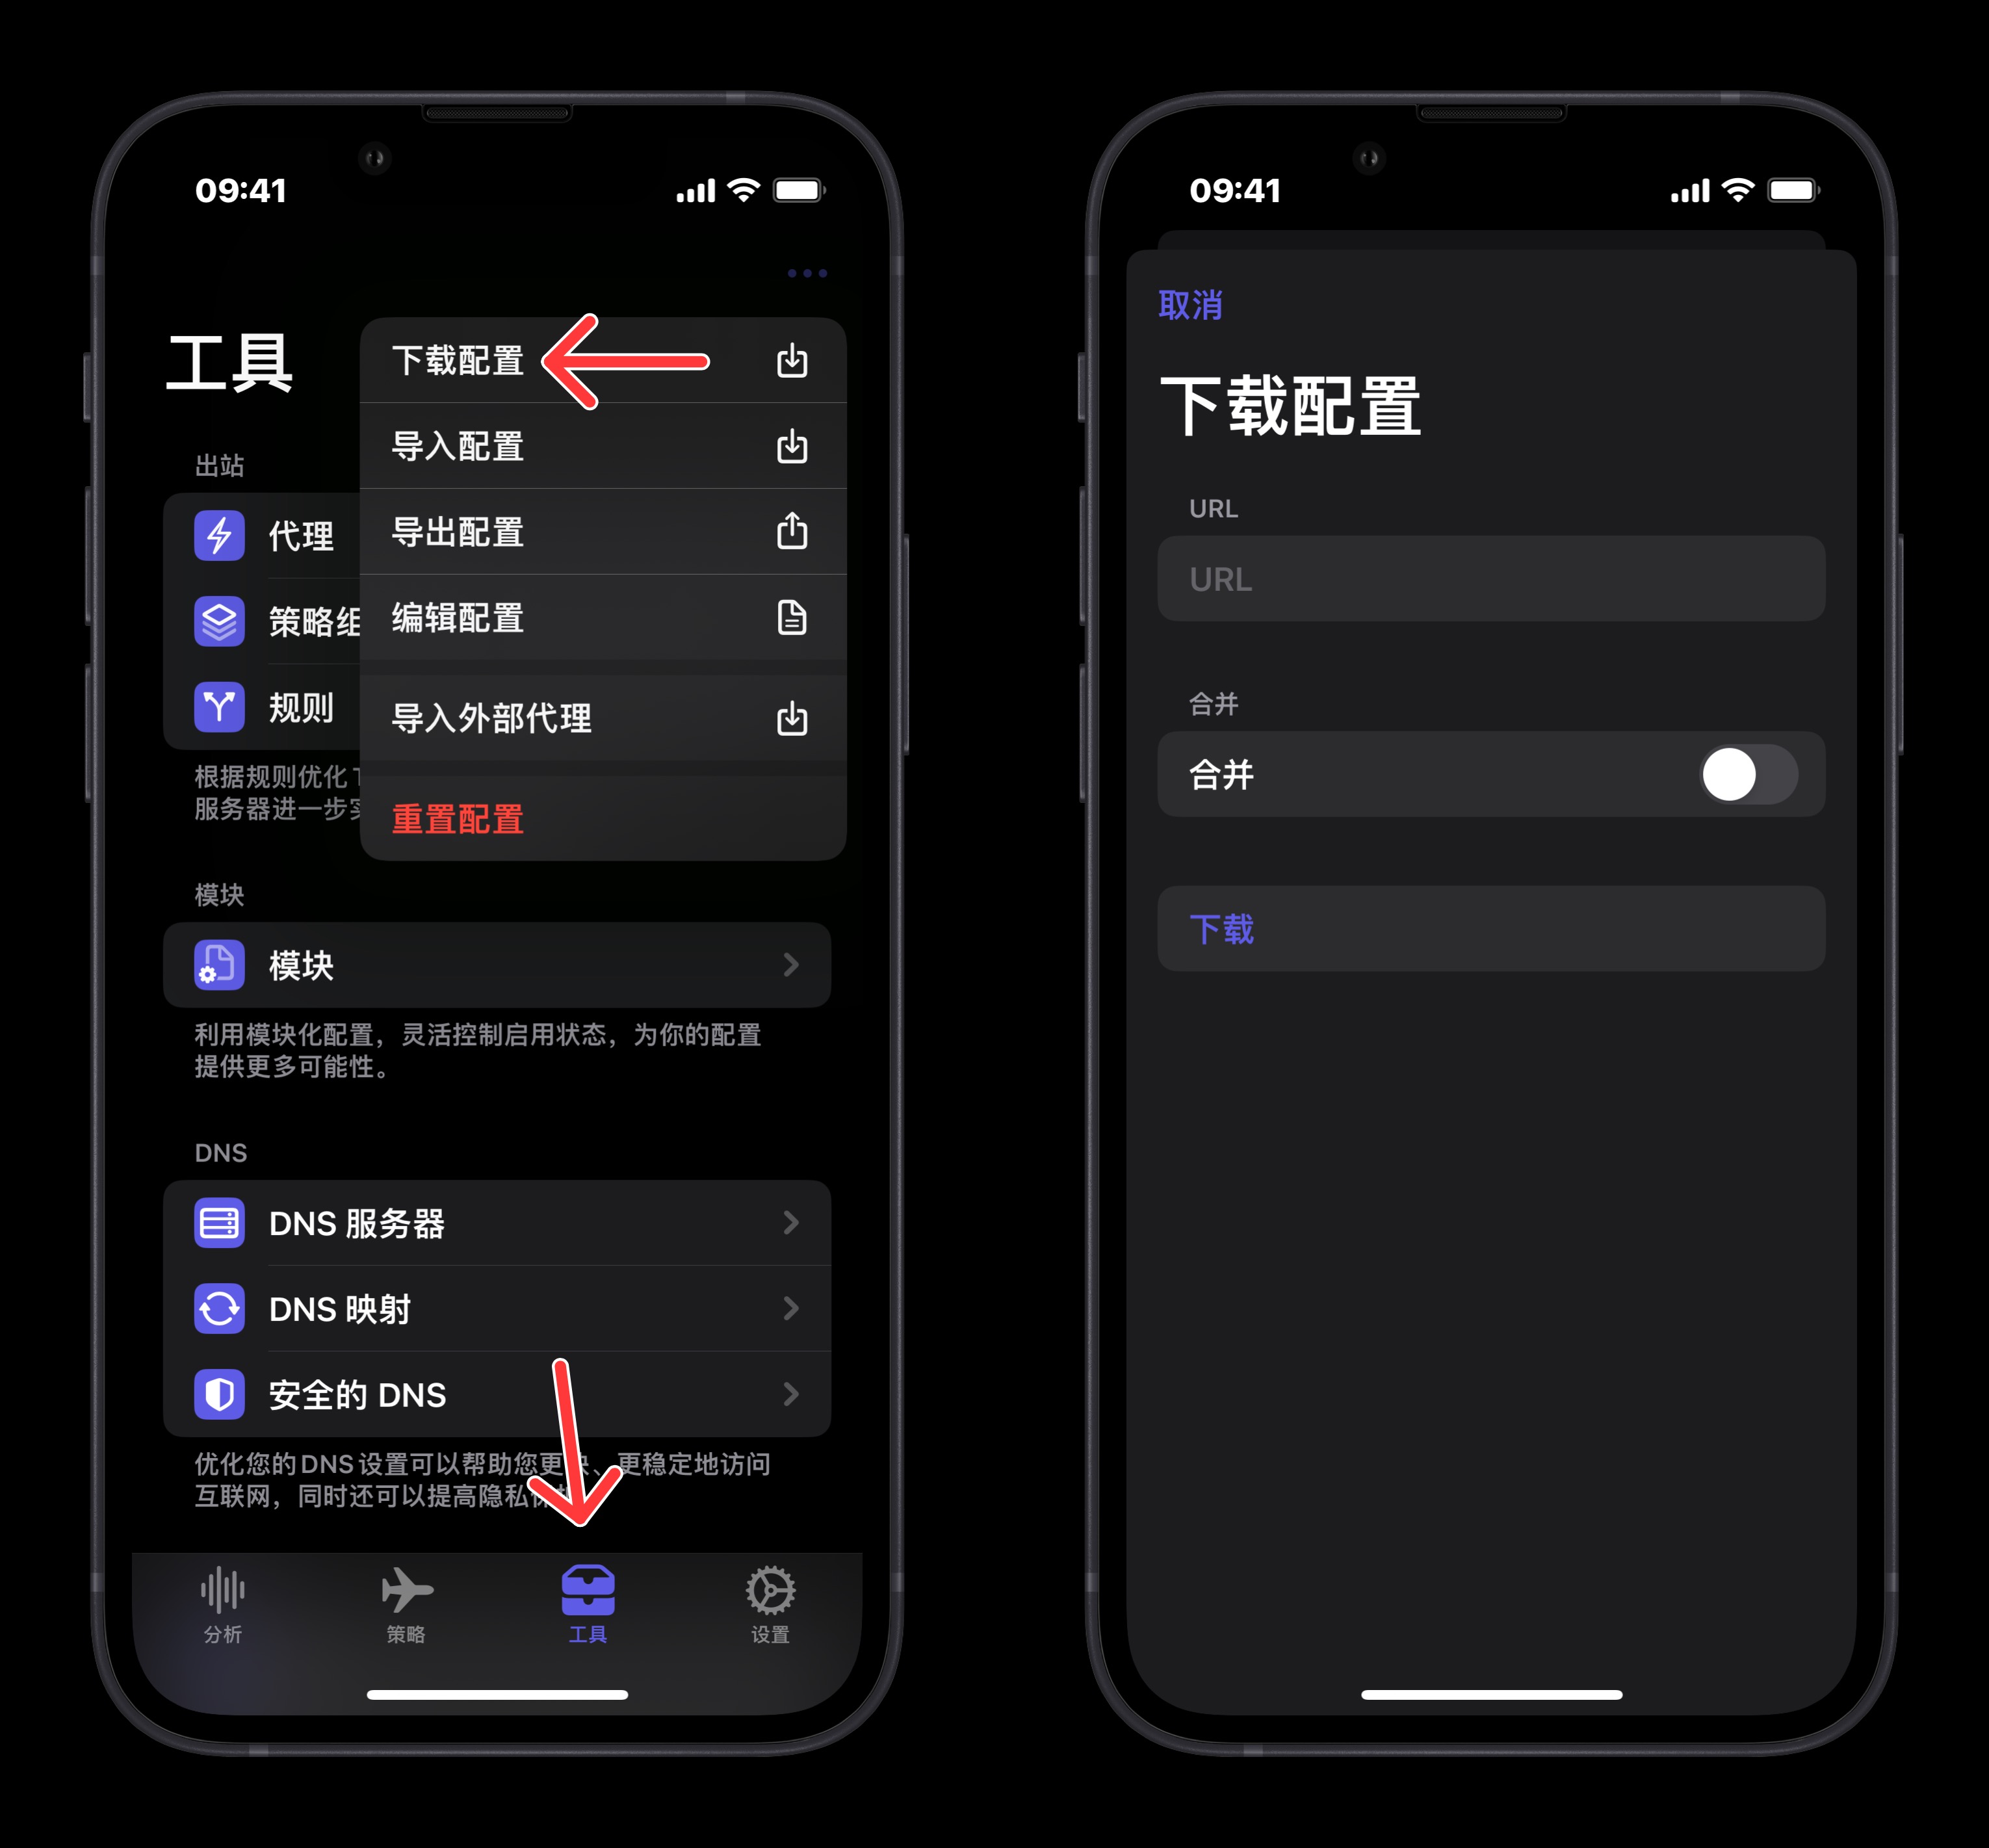 09:41
工具
下载配置
导入配置
导出配置
编辑配置
导入外部代理
重置配置
出站
代理
策略组
规则
根据规则优化
服务器进一步
模块
模块
利用模块化配置，灵活控制启用状态，为你的配置
提供更多可能性。
DNS
DNS 服务器
DNS 映射
安全的 DNS
优化您的 DNS 设置可以帮助您更快、更稳定地访问
互联网，同时还可以提高隐私
分析
策略
工具
设置
09:41
取消
下载配置
URL
URL
合并
合并
下载